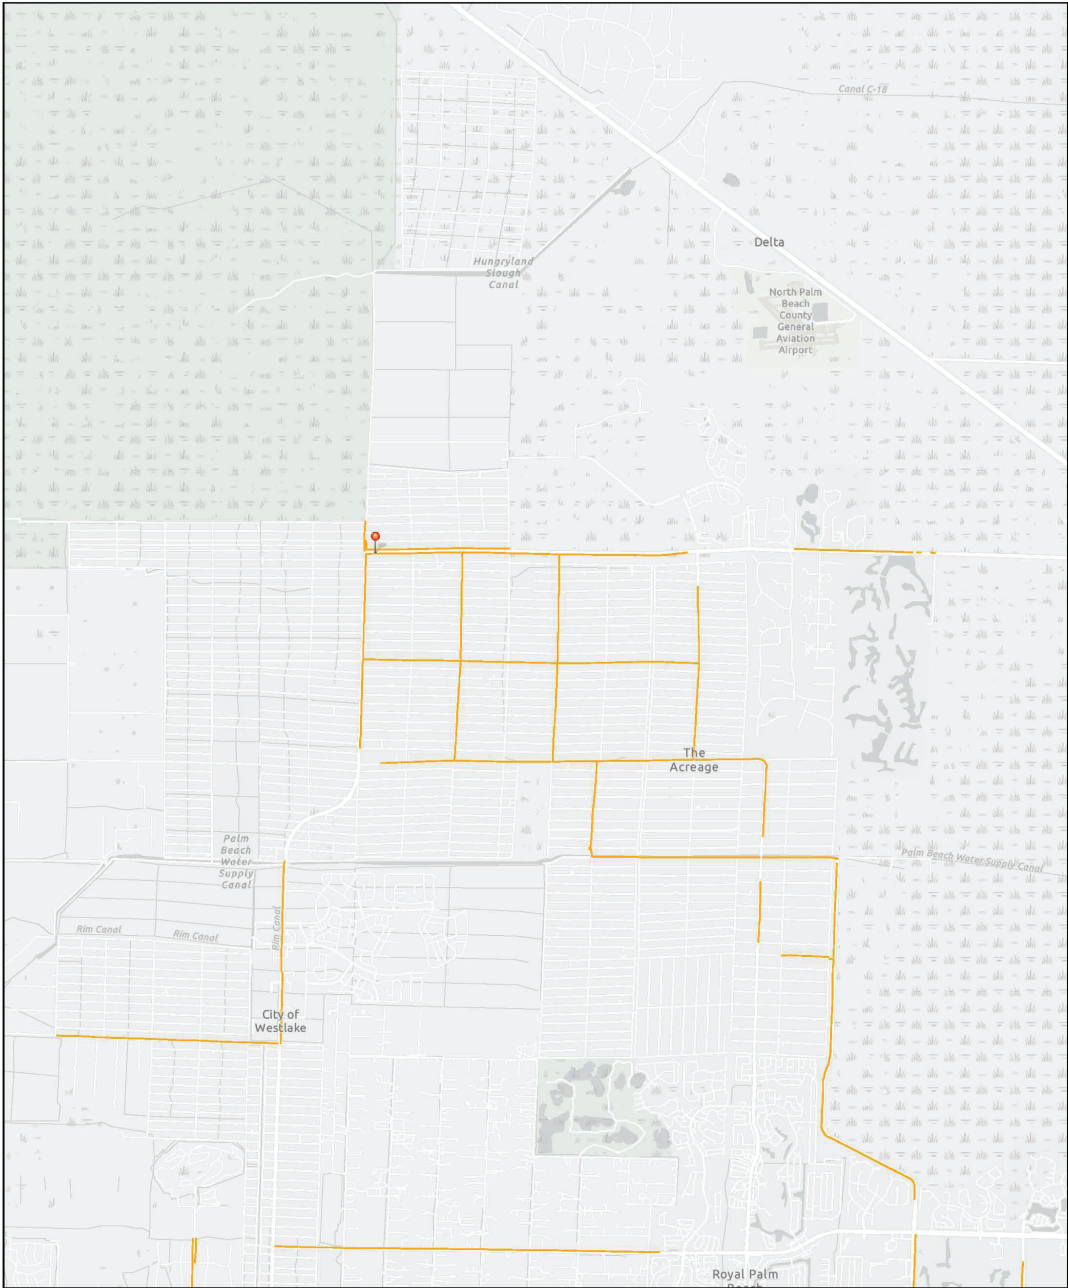 Canal C-18
Delta
Hungryland
Slough
Canal
North Palm
Beach
County
General
Aviation
Airport
The
Acreage
Palm
Beach
Water
Supply
Canal
Palm Beach Water Supply Canal
Rim Canal
Rim Canal
Rim Canal
City of
Westlake
Royal Palm
Beach